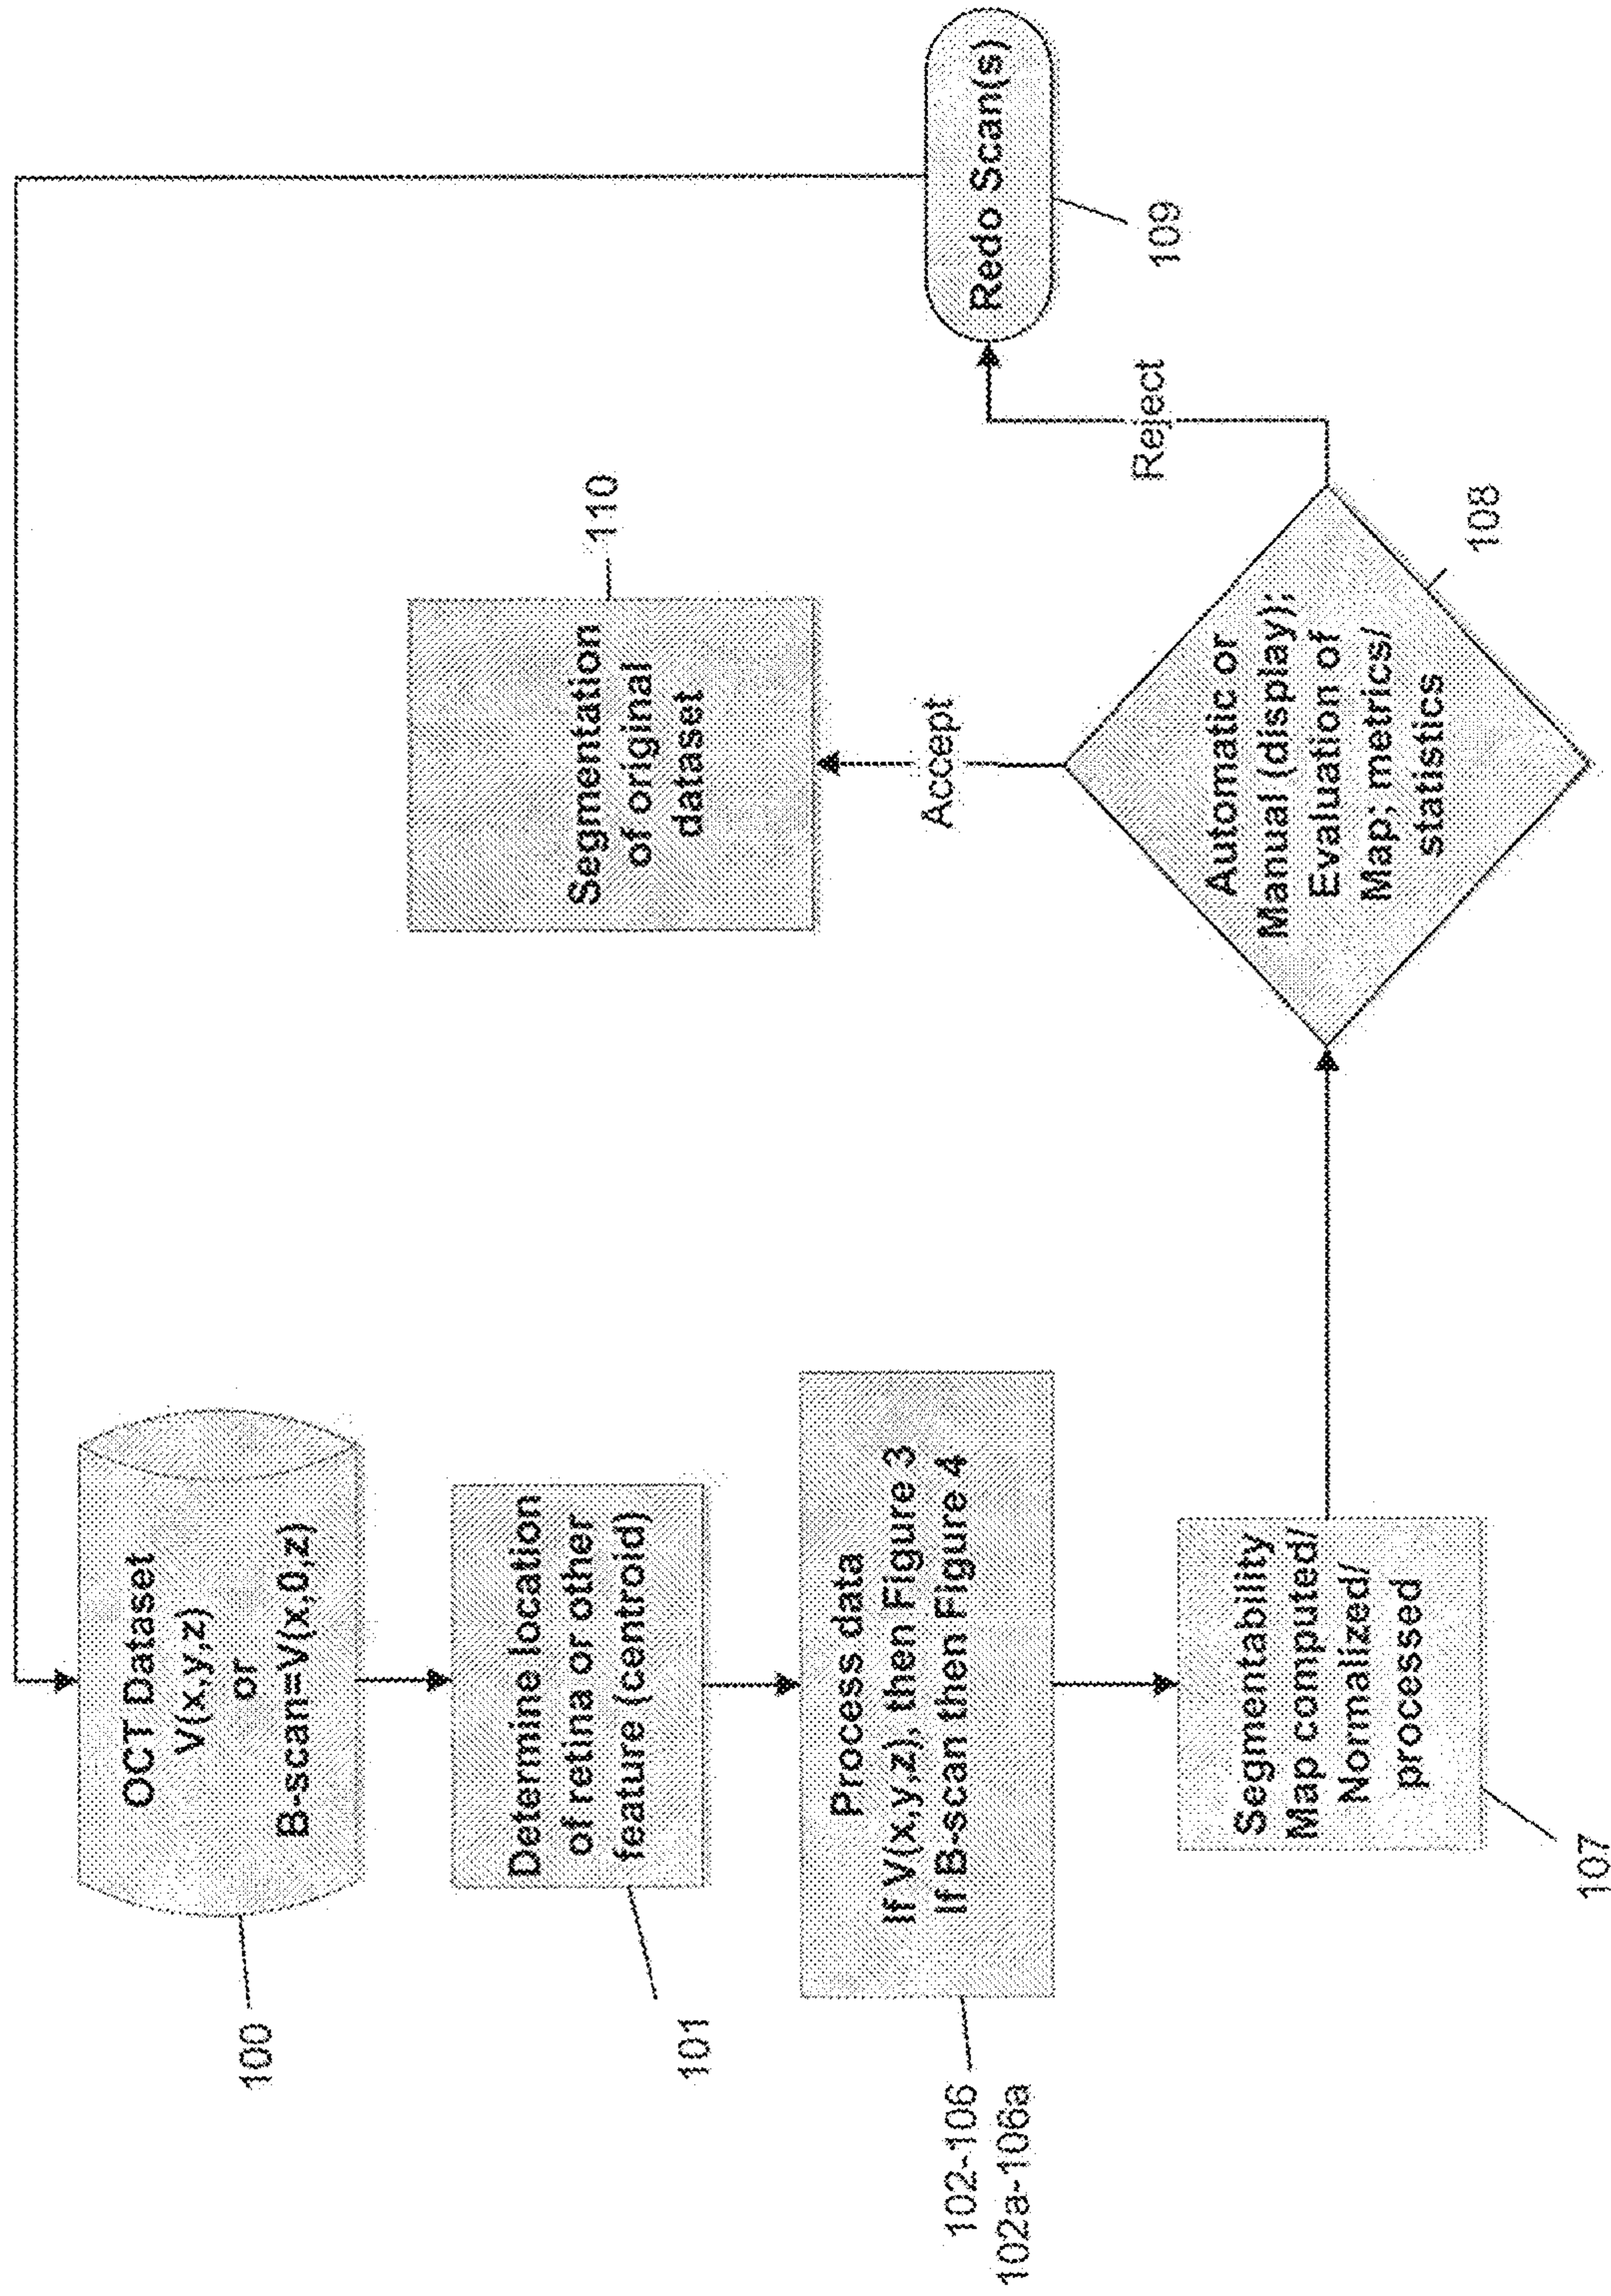 OCT Dataset
V(x,y,z)
or
B-scan=V(x,0,z)
100
Determine location
of retina or other
feature (centroid)
101
Process data
If V(x,y,z), then Figure 3
If B-scan then Figure 4
102-106
102a-106a
Segmentability
Map computed/
Normalized/
processed
107
Automatic or
Manual (display);
Evaluation of
Map; metrics/
statistics
108
Accept
Segmentation
of original
dataset
110
Reject
Redo Scan(s)
109